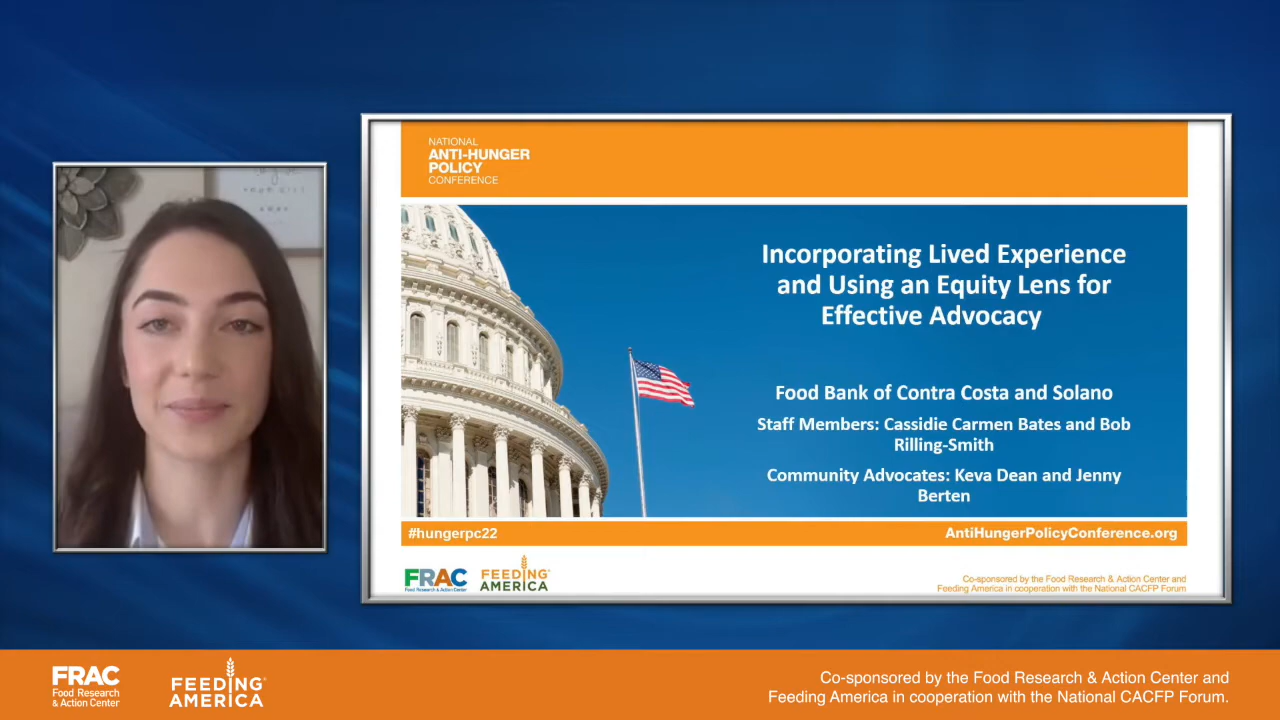 NATIONAL
ANTI-HUNGER
POLICY
CONFERENCE
Incorporating Lived Experience
and Using an Equity Lens for
Effective Advocacy
Food Bank of Contra Costa and Solano
Staff Members: Cassidie Carmen Bates and Bob
Rilling-Smith
Community Advocates: Keva Dean and Jenny
Berten
#hungerpc22
AntiHungerPolicyConference.org
FRAC
Food Research & Action Center
FEEDING
AMERICA
Co-sponsored by the Food Research & Action Center and
Feeding America in cooperation with the National CACFP Forum
FRAC
Food Research
& Action Center
FEEDING
AMERICA
Co-sponsored by the Food Research & Action Center and
Feeding America in cooperation with the National CACFP Forum.